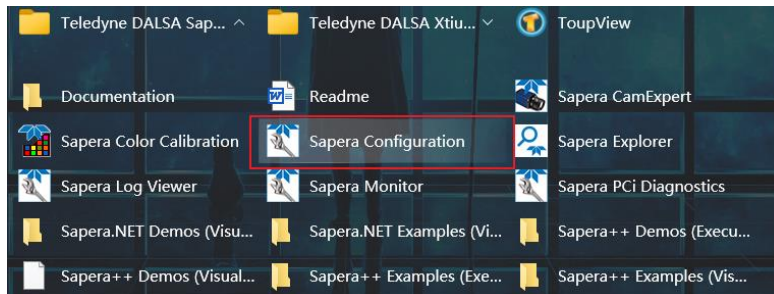 Teledyne DALSA Sap... Teledyne DALSA Xtiu... ToupView
Documentation Readme Sapera CamExpert
Sapera Color Calibration Sapera Configuration Sapera Explorer
Sapera Log Viewer Sapera Monitor Sapera PCi Diagnostics
Sapera.NET Demos (Visu... Sapera.NET Examples (Vi... Sapera++ Demos (Execu...
Sapera++ Demos (Visual... Sapera++ Examples (Exe... Sapera++ Examples (Vis...